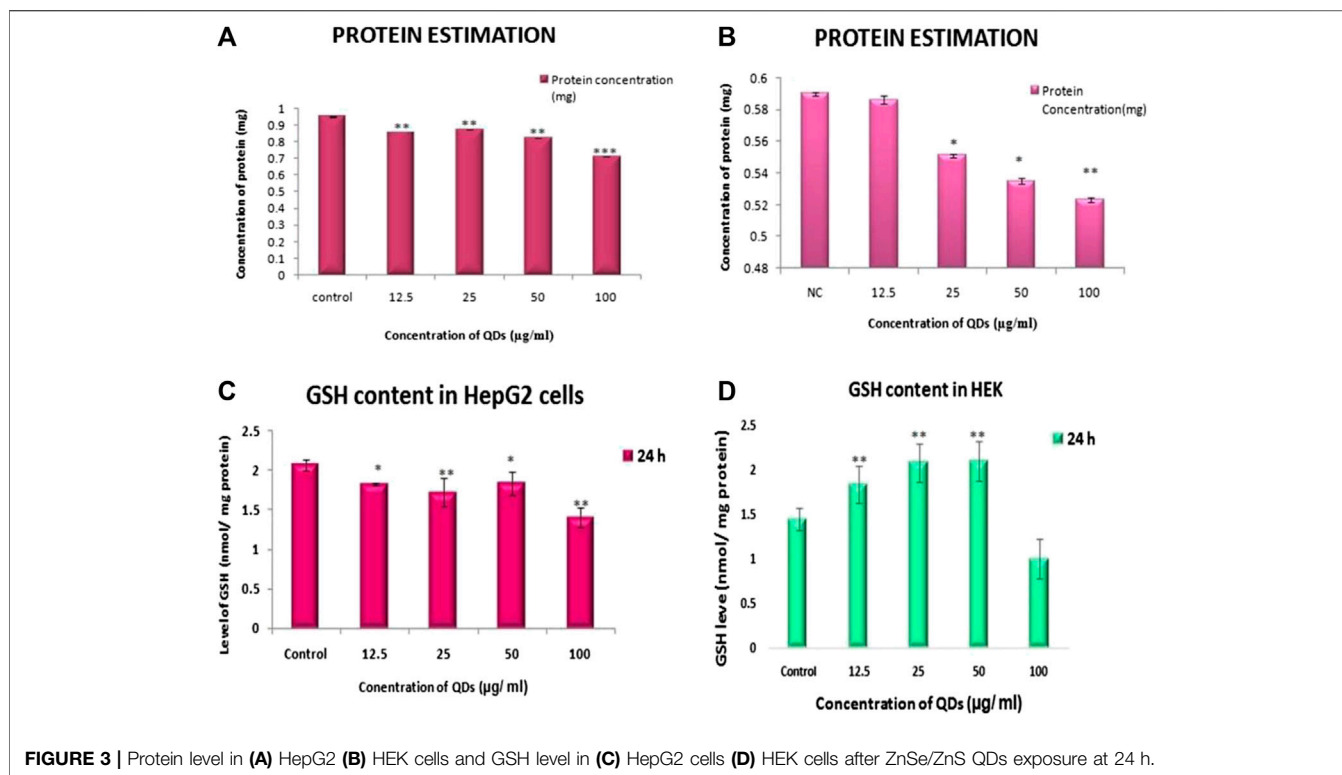 A
PROTEIN ESTIMATION
Protein concentration
(mg)
Concentration of protein (mg)
1
0.9
0.8
0.7
0.6
0.5
0.4
0.3
0.2
0.1
0
** ** ** ***
control 12.5 25 50 100
Concentration of QDs (µg/ml)
B
PROTEIN ESTIMATION
Protein
Concentration(mg)
Concentration of protein (mg)
0.6
0.58
0.56
0.54
0.52
0.5
0.48
* * **
NC 12.5 25 50 100
Concentration of QDs (µg/ml)
C
GSH content in HepG2 cells
24 h
Level of GSH (nmol/ mg protein)
2.5
2
1.5
1
0.5
0
* ** * **
Control 12.5 25 50 100
Conentration of QDs (µg/ ml)
D
GSH content in HEK
24 h
GSH leve (nmol/ mg protein)
2.5
2
1.5
1
0.5
0
** ** **
Control 12.5 25 50 100
Concentration of QDs (µg/ ml)
FIGURE 3 | Protein level in (A) HepG2 (B) HEK cells and GSH level in (C) HepG2 cells (D) HEK cells after ZnSe/ZnS QDs exposure at 24 h.